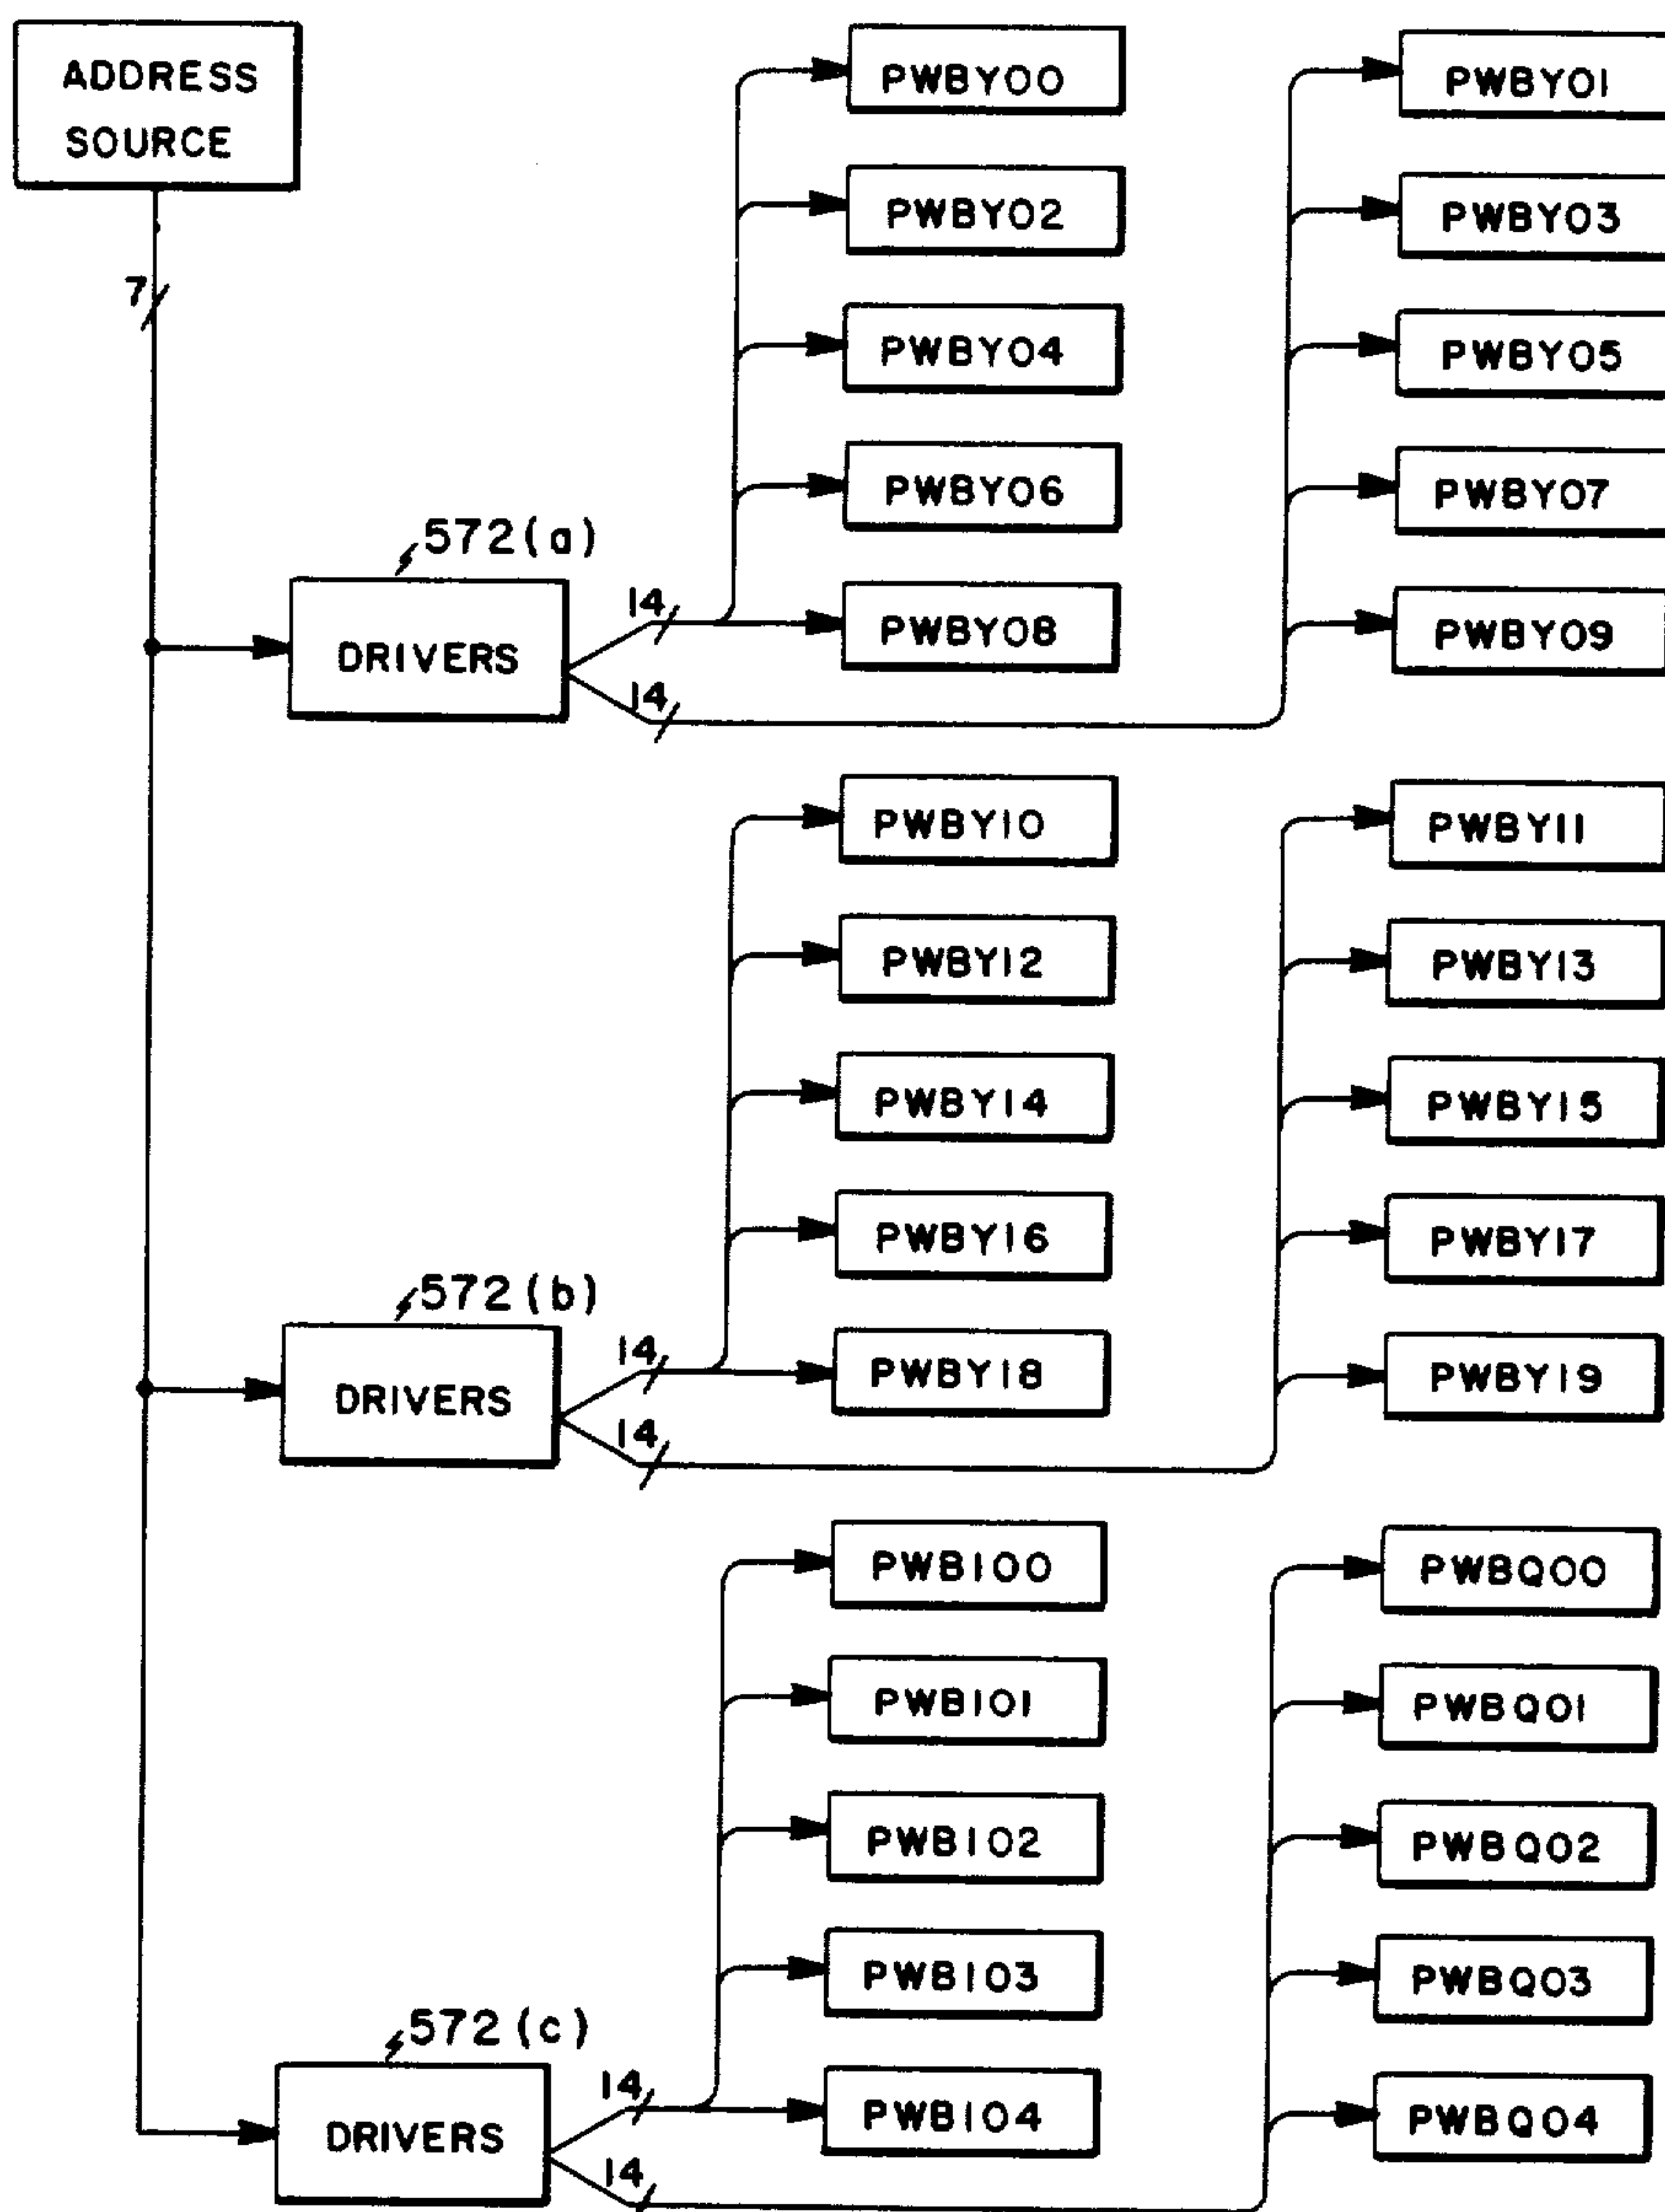 ADDRESS
SOURCE
7
PWBY00
PWBY01
PWBY02
PWBY03
PWBY04
PWBY05
PWBY06
PWBY07
572(a)
DRIVERS
14
14
PWBY08
PWBY09
PWBY10
PWBY11
PWBY12
PWBY13
PWBY14
PWBY15
PWBY16
PWBY17
572(b)
DRIVERS
14
14
PWBY18
PWBY19
PWBI00
PWBQ00
PWBI01
PWBQ01
PWBI02
PWBQ02
PWBI03
PWBQ03
572(c)
DRIVERS
14
14
PWBI04
PWBQ04